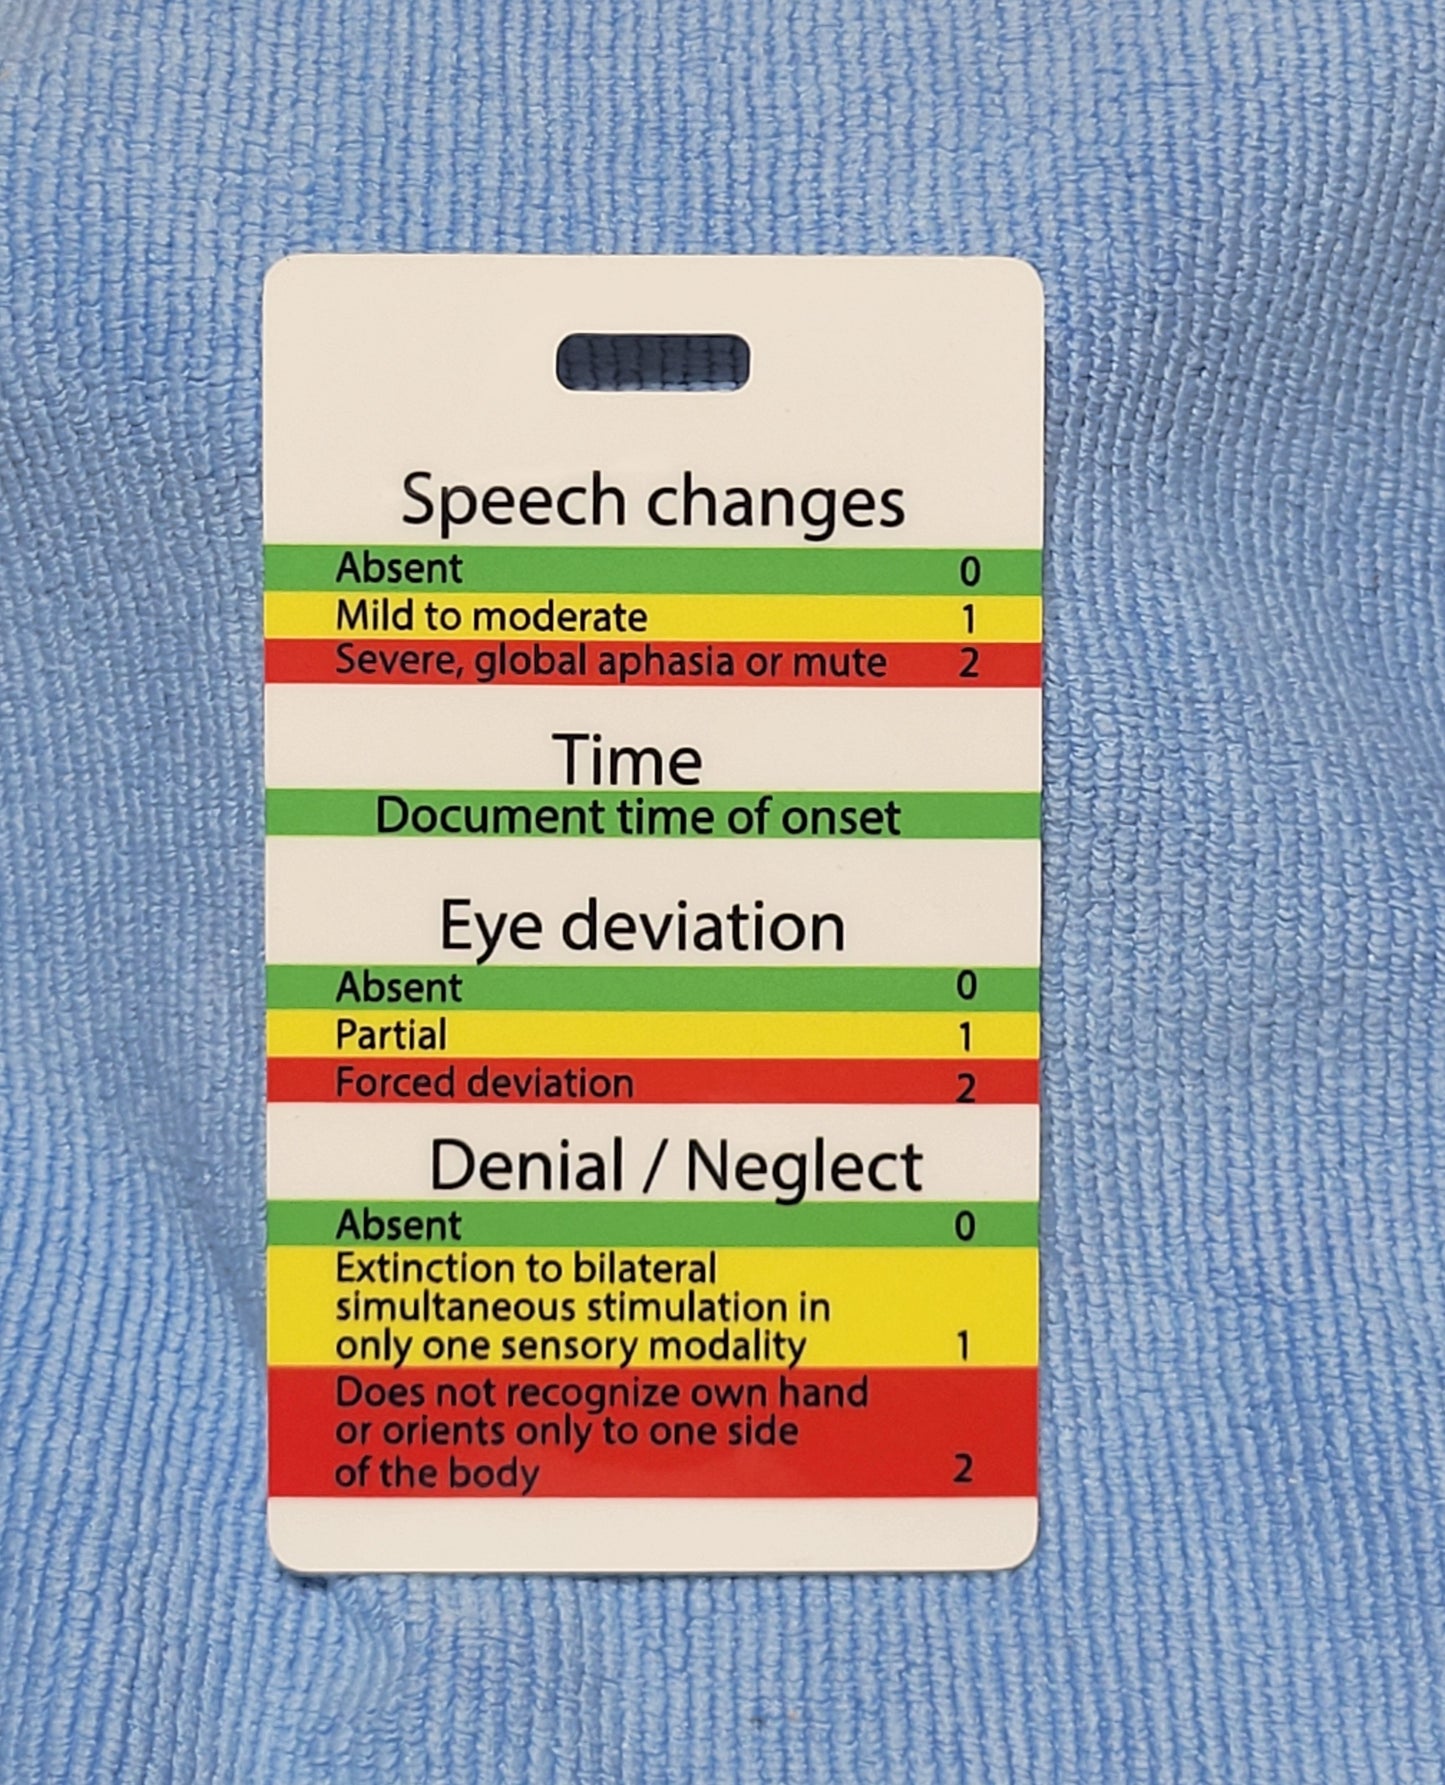 Speech changes
Absent 0
Mild to moderate 1
Severe, global aphasia or mute 2
Time
Document time of onset
Eye deviation
Absent 0
Partial 1
Forced deviation 2
Denial / Neglect
Absent 0
Extinction to bilateral
simultaneous stimulation in
only one sensory modality 1
Does not recognize own hand
or orients only to one side
of the body 2